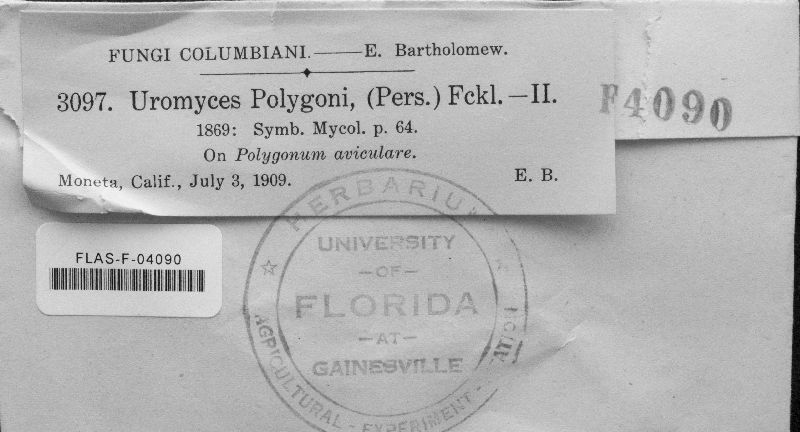 FUNGI COLUMBIANI.——E. Bartholomew.
3097. Uromyces Polygoni, (Pers.) Fckl.—II.
1869: Symb. Mycol. p. 64.
On Polygonum aviculare.
Moneta, Calif., July 3, 1909. E. B.
F4090
FLAS-F-04090
HERBARIUM
UNIVERSITY
—OF—
FLORIDA
—AT—
GAINESVILLE
AGRICULTURAL - EXPERIMENT -